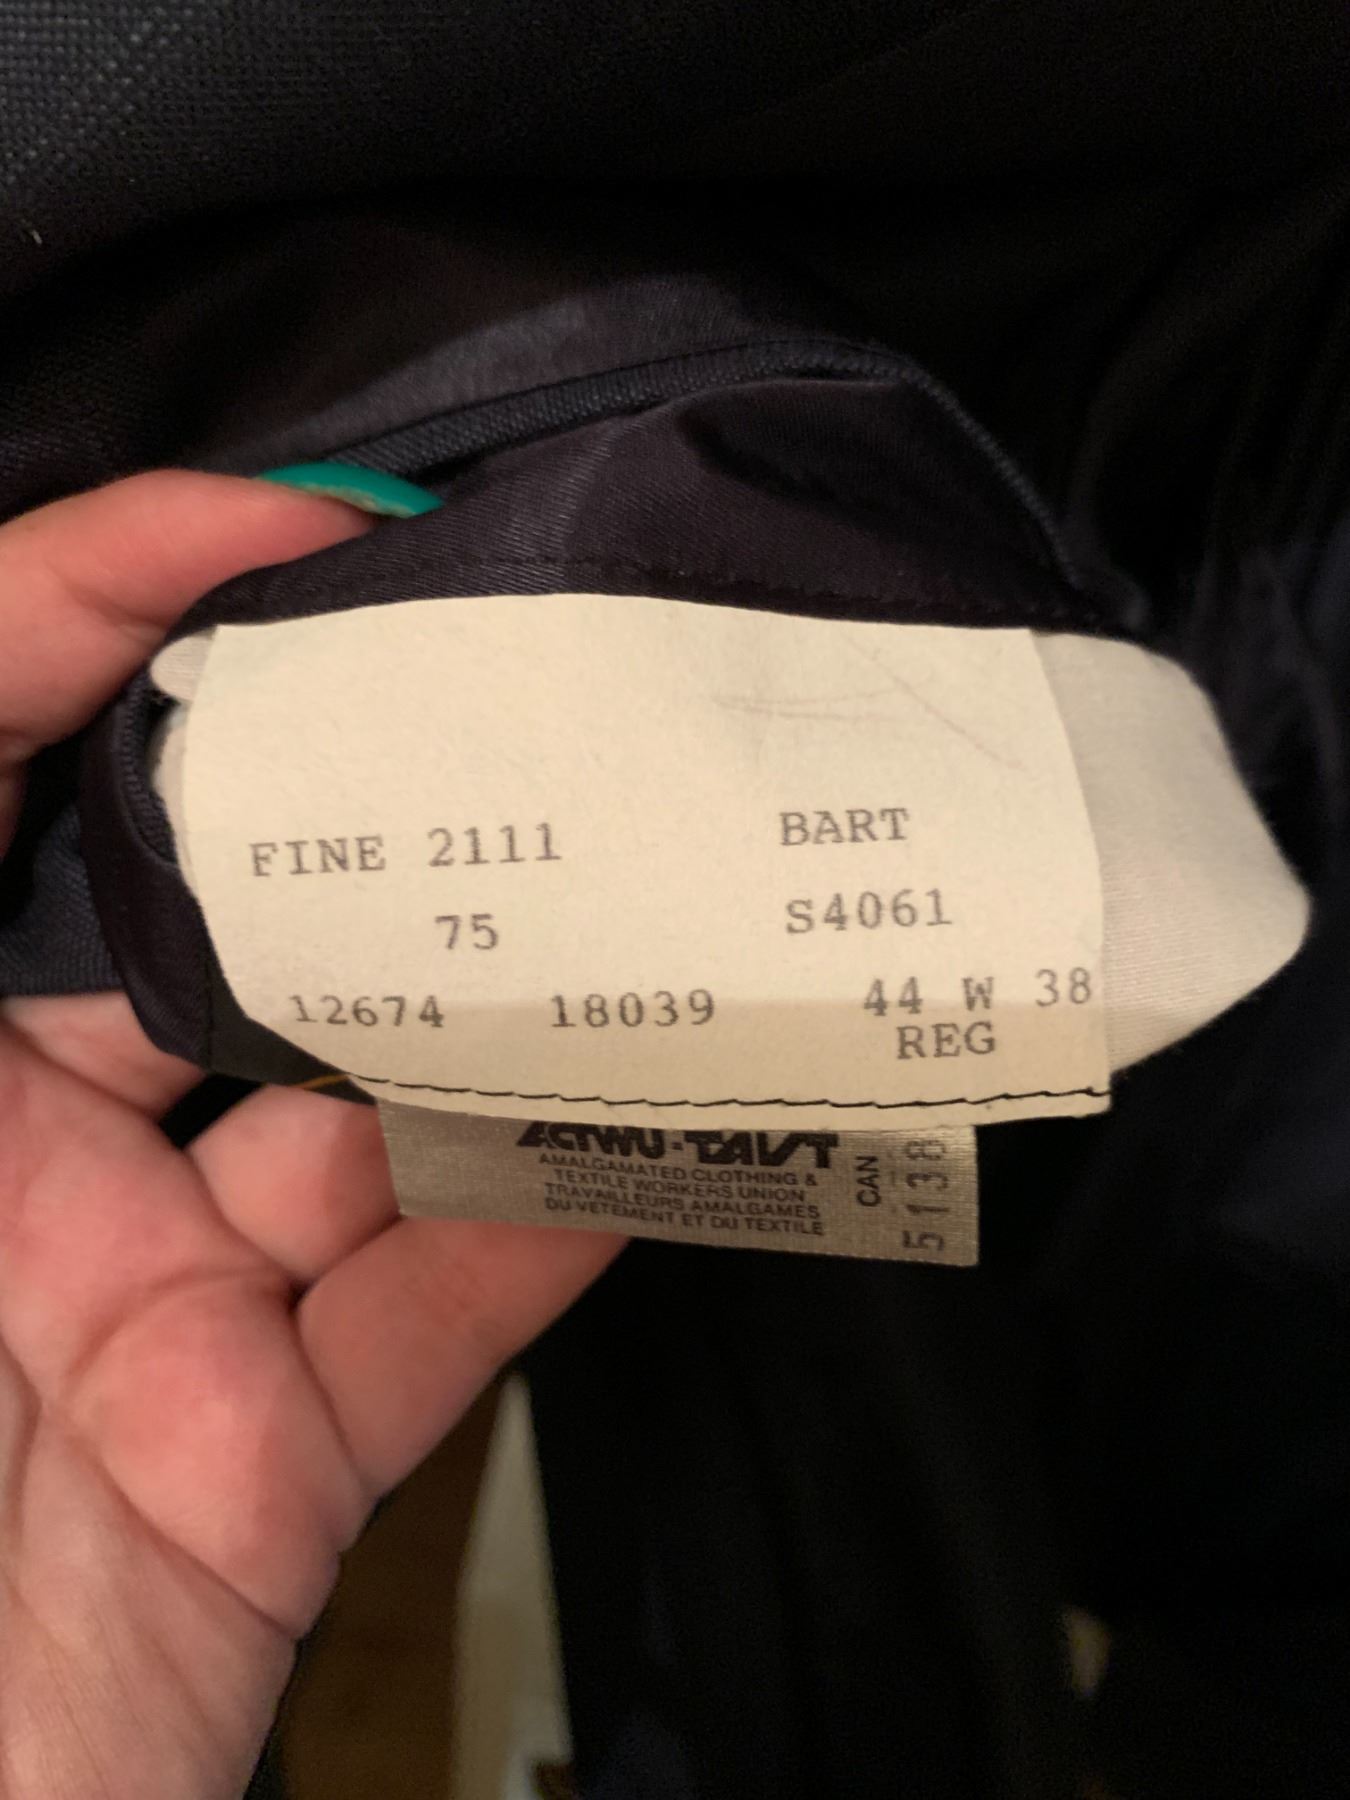 FINE 2111 BART
75 S4061
12674 18039 44 W 38
REG
ACTWU-TAVT
AMALGAMATED CLOTHING &
TEXTILE WORKERS UNION
TRAVAILLEURS AMALGAMES
DU VETEMENT ET DU TEXTILE
CAN
51138